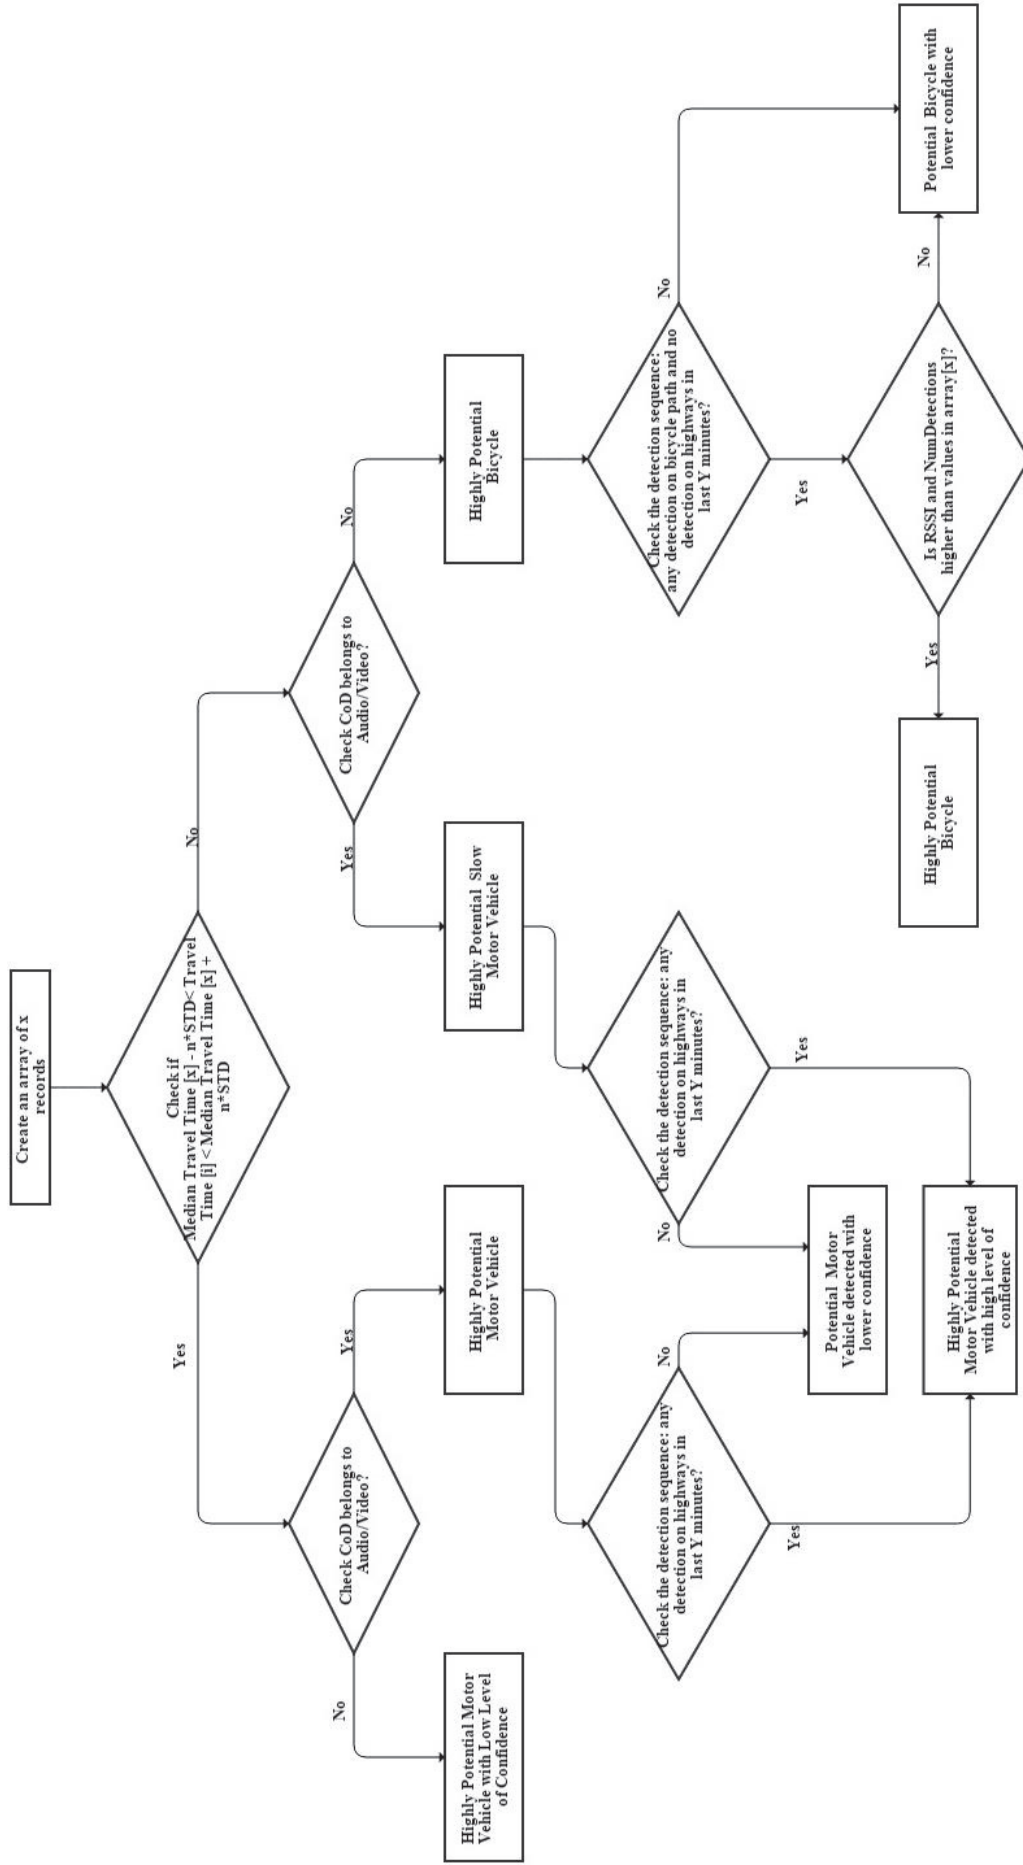 Create an array of x
records
Check if
Median Travel Time [x] - n*STD< Travel
Time [i] < Median Travel Time [x] +
n*STD
Yes
No
Check CoD belongs to
Audio/Video?
Check CoD belongs to
Audio/Video?
No
Yes
Yes
No
Highly Potential Motor
Vehicle with Low Level
of Confidence
Highly Potential
Motor Vehicle
Highly Potential Slow
Motor Vehicle
Highly Potential
Bicycle
Check the detection sequence: any
detection on highways in
last Y minutes?
Check the detection sequence: any
detection on highways in
last Y minutes?
Check the detection sequence:
any detection on bicycle path and no
detection on highways in
last Y minutes?
No
No
No
Yes
Yes
Yes
Potential Motor
Vehicle detected with
lower confidence
Highly Potential
Motor Vehicle detected
with high level of
confidence
Is RSSI and NumDetections
higher than values in array[x]?
Yes
No
Highly Potential
Bicycle
Potential Bicycle with
lower confidence